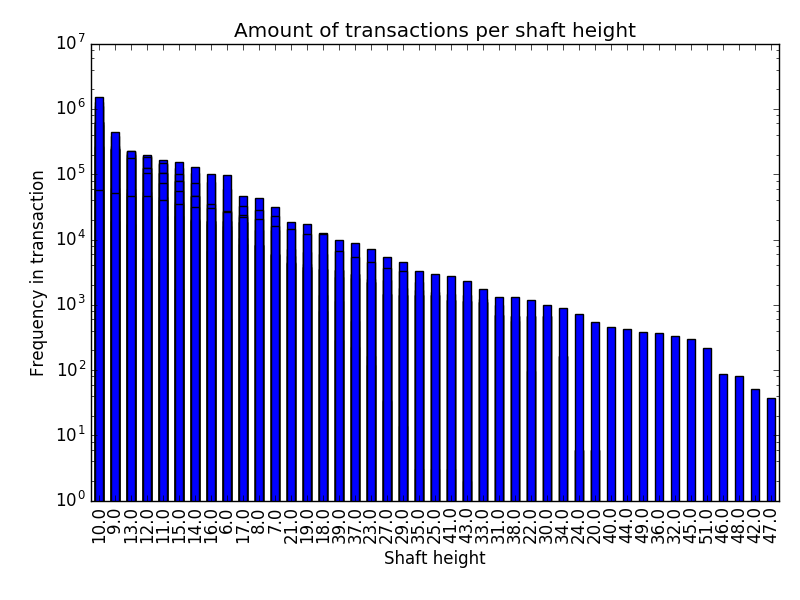 Amount of transactions per shaft height
10^7
10^6
10^5
10^4
10^3
10^2
10^1
10^0
Frequency in transaction
10.0 9.0 13.0 12.0 11.0 15.0 14.0 16.0 6.0 17.0 8.0 7.0 21.0 19.0 18.0 39.0 37.0 23.0 27.0 29.0 35.0 25.0 41.0 43.0 33.0 31.0 38.0 22.0 30.0 34.0 24.0 20.0 40.0 44.0 49.0 36.0 32.0 45.0 51.0 46.0 48.0 42.0 47.0
Shaft height